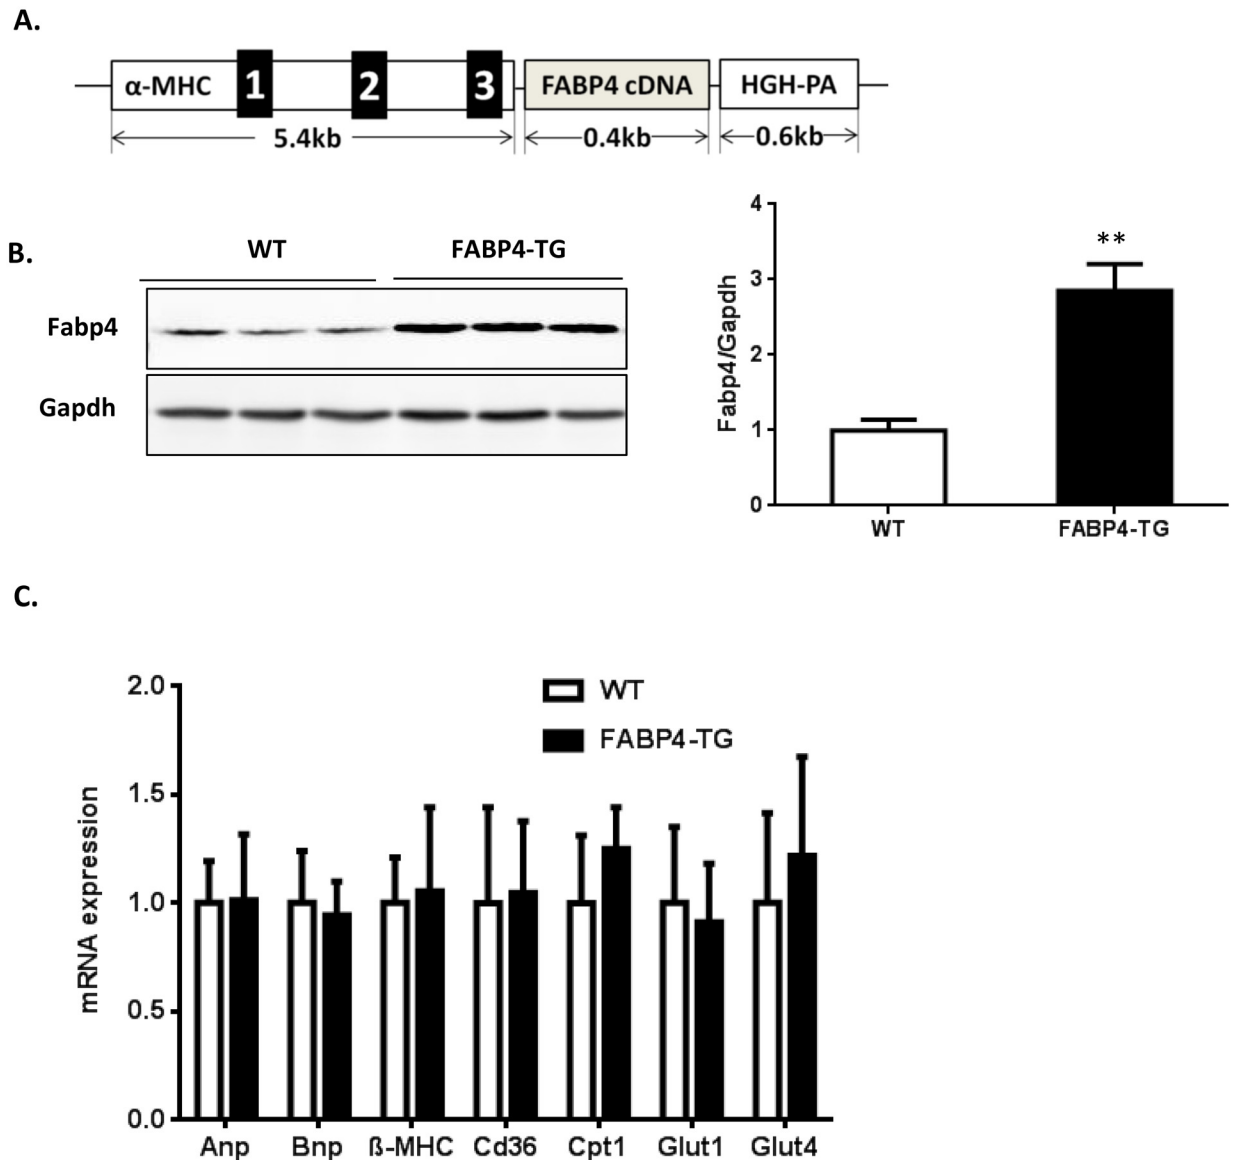 A.
α-MHC 1 2 3 FABP4 cDNA HGH-PA
5.4kb 0.4kb 0.6kb
B.
WT FABP4-TG
Fabp4
Gapdh
4
3
2
1
0
Fabp4/Gapdh
**
WT FABP4-TG
C.
2.0
1.5
1.0
0.5
0.0
mRNA expression
WT
FABP4-TG
Anp Bnp ß-MHC Cd36 Cpt1 Glut1 Glut4